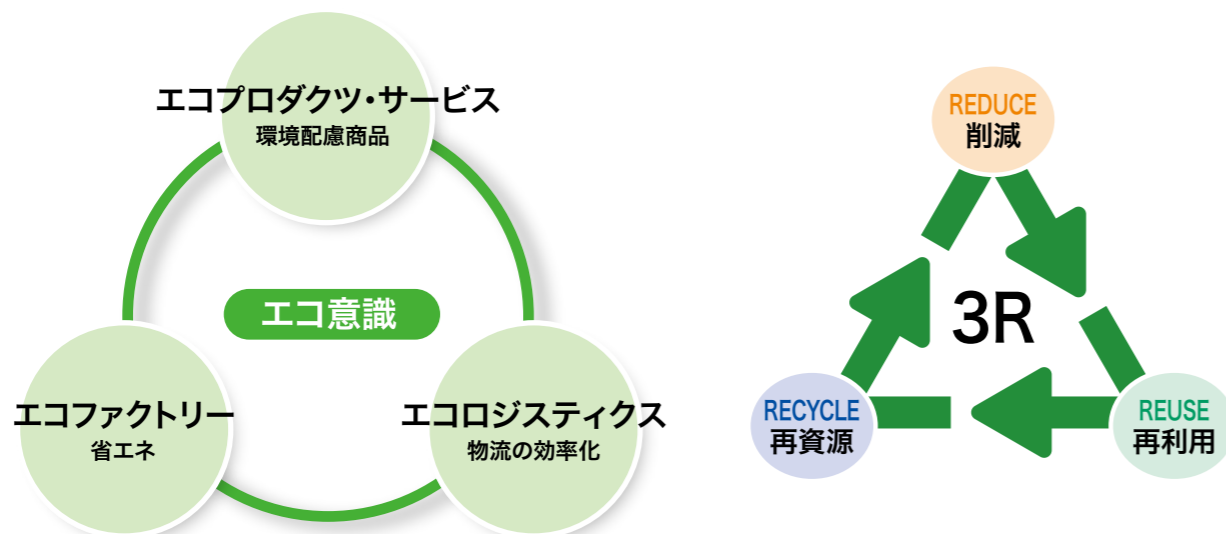 エコプロダクツ・サービス
環境配慮商品
エコ意識
エコファクトリー
省エネ
エコロジスティクス
物流の効率化
REDUCE
削減
3R
RECYCLE
再資源
REUSE
再利用